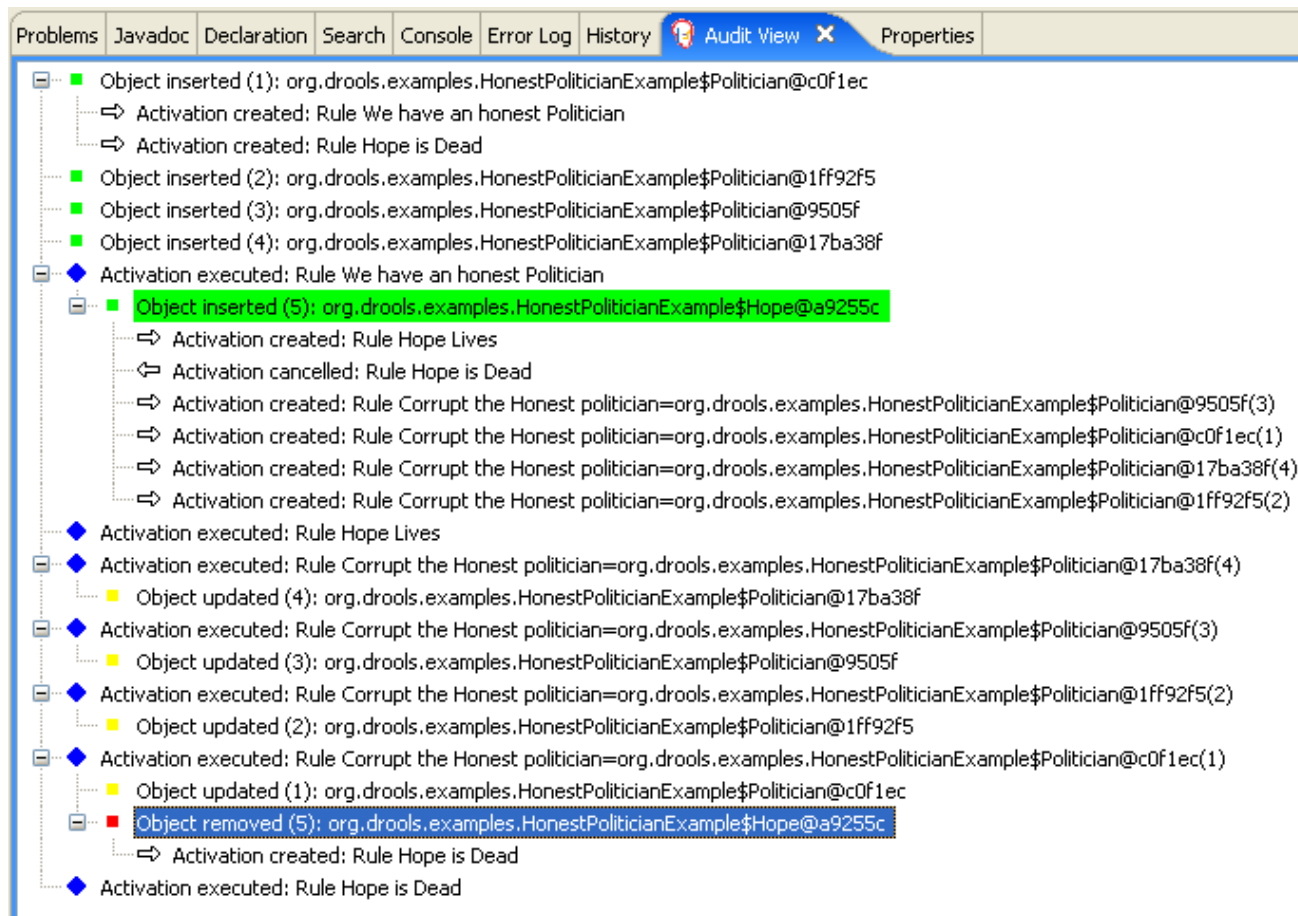 Problems Javadoc Declaration Search Console Error Log History Audit View Properties
Object inserted (1): org.drools.examples.HonestPoliticianExample$Politician@c0f1ec
Activation created: Rule We have an honest Politician
Activation created: Rule Hope is Dead
Object inserted (2): org.drools.examples.HonestPoliticianExample$Politician@1ff92f5
Object inserted (3): org.drools.examples.HonestPoliticianExample$Politician@9505f
Object inserted (4): org.drools.examples.HonestPoliticianExample$Politician@17ba38f
Activation executed: Rule We have an honest Politician
Object inserted (5): org.drools.examples.HonestPoliticianExample$Hope@a9255c
Activation created: Rule Hope Lives
Activation cancelled: Rule Hope is Dead
Activation created: Rule Corrupt the Honest politician=org.drools.examples.HonestPoliticianExample$Politician@9505f(3)
Activation created: Rule Corrupt the Honest politician=org.drools.examples.HonestPoliticianExample$Politician@c0f1ec(1)
Activation created: Rule Corrupt the Honest politician=org.drools.examples.HonestPoliticianExample$Politician@17ba38f(4)
Activation created: Rule Corrupt the Honest politician=org.drools.examples.HonestPoliticianExample$Politician@1ff92f5(2)
Activation executed: Rule Hope Lives
Activation executed: Rule Corrupt the Honest politician=org.drools.examples.HonestPoliticianExample$Politician@17ba38f(4)
Object updated (4): org.drools.examples.HonestPoliticianExample$Politician@17ba38f
Activation executed: Rule Corrupt the Honest politician=org.drools.examples.HonestPoliticianExample$Politician@9505f(3)
Object updated (3): org.drools.examples.HonestPoliticianExample$Politician@9505f
Activation executed: Rule Corrupt the Honest politician=org.drools.examples.HonestPoliticianExample$Politician@1ff92f5(2)
Object updated (2): org.drools.examples.HonestPoliticianExample$Politician@1ff92f5
Activation executed: Rule Corrupt the Honest politician=org.drools.examples.HonestPoliticianExample$Politician@c0f1ec(1)
Object updated (1): org.drools.examples.HonestPoliticianExample$Politician@c0f1ec
Object removed (5): org.drools.examples.HonestPoliticianExample$Hope@a9255c
Activation created: Rule Hope is Dead
Activation executed: Rule Hope is Dead